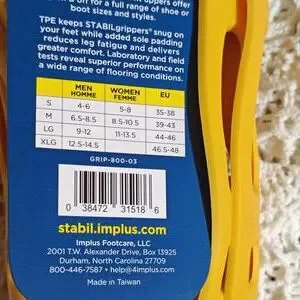 n & off for a full range of shoe or
boot sizes and styles.
TPE keeps STABILgrippers® snug on
your feet while added sole padding
reduces leg fatigue and delivers
greater comfort. Laboratory and field
tests reveal superior performance on
a wide range of flooring conditions.
MEN HOMME WOMEN FEMME EU
S 4-6 5-8 35-38
M 6.5-8.5 8.5-10.5 39-43
LG 9-12 11-13.5 44-46
XLG 12.5-14.5 46.5-48
GRIP-800-03
0 38472 31518 6
stabil.implus.com
Implus Footcare, LLC
2001 T.W. Alexander Drive, Box 13925
Durham, North Carolina 27709
800-446-7587 • help@4implus.com
Made in Taiwan